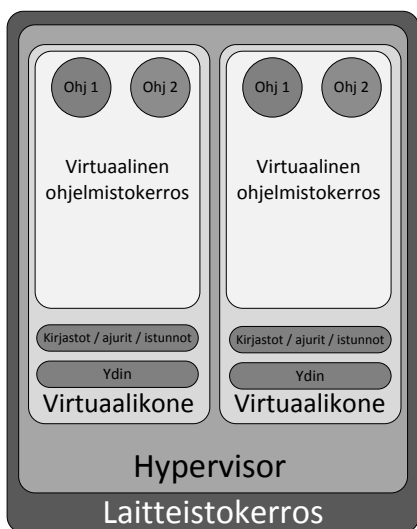 Ohj 1
Ohj 2
Virtuaalinen
ohjelmistokerros
Kirjastot / ajurit / istunnot
Ydin
Virtuaalikone
Ohj 1
Ohj 2
Virtuaalinen
ohjelmistokerros
Kirjastot / ajurit / istunnot
Ydin
Virtuaalikone
Hypervisor
Laitteistokerros